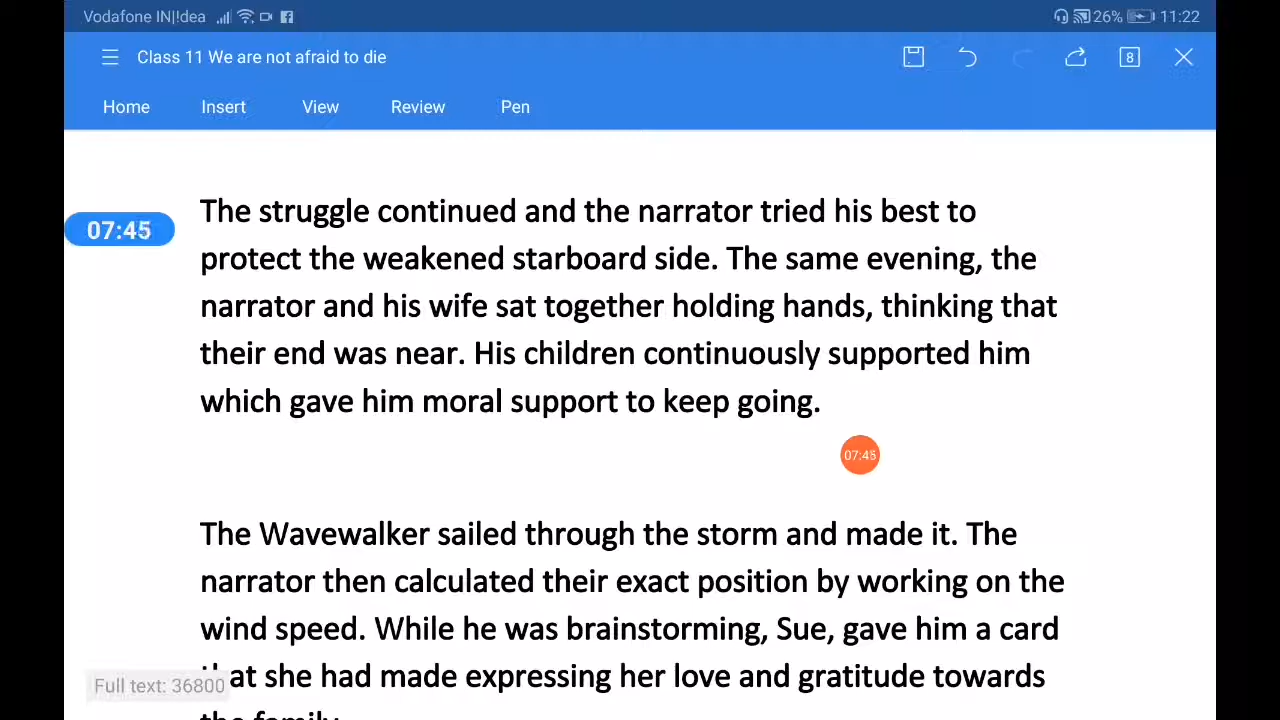 Vodafone IN|!dea 26% 11:22
Class 11 We are not afraid to die 8
Home Insert View Review Pen
The struggle continued and the narrator tried his best to
07:45
protect the weakened starboard side. The same evening, the
narrator and his wife sat together holding hands, thinking that
their end was near. His children continuously supported him
which gave him moral support to keep going.
07:45
The Wavewalker sailed through the storm and made it. The
narrator then calculated their exact position by working on the
wind speed. While he was brainstorming, Sue, gave him a card
at she had made expressing her love and gratitude towards
Full text: 36800
the family